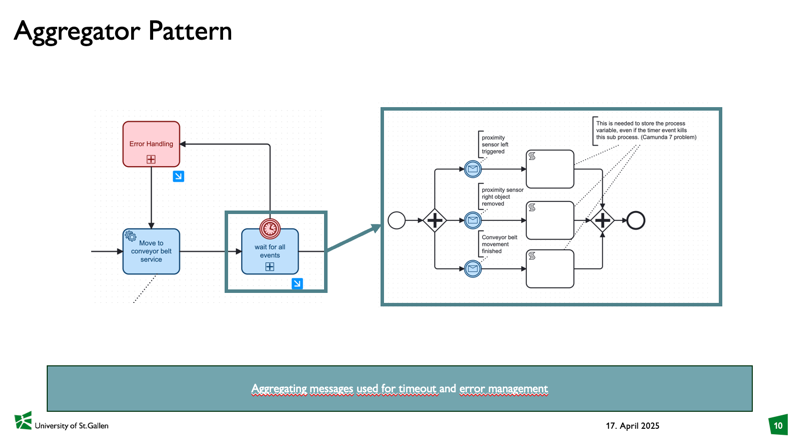 Aggregator Pattern
Error Handling
Move to
conveyor belt
service
wait for all
events
proximity
sensor left
triggered
proximity sensor
right object
removed
Conveyor belt
movement
finished
This is needed to store the process
variable, even if the timer event kills
this sub process. (Camunda 7 problem)
Aggregating messages used for timeout and error management
University of St.Gallen
17. April 2025
10